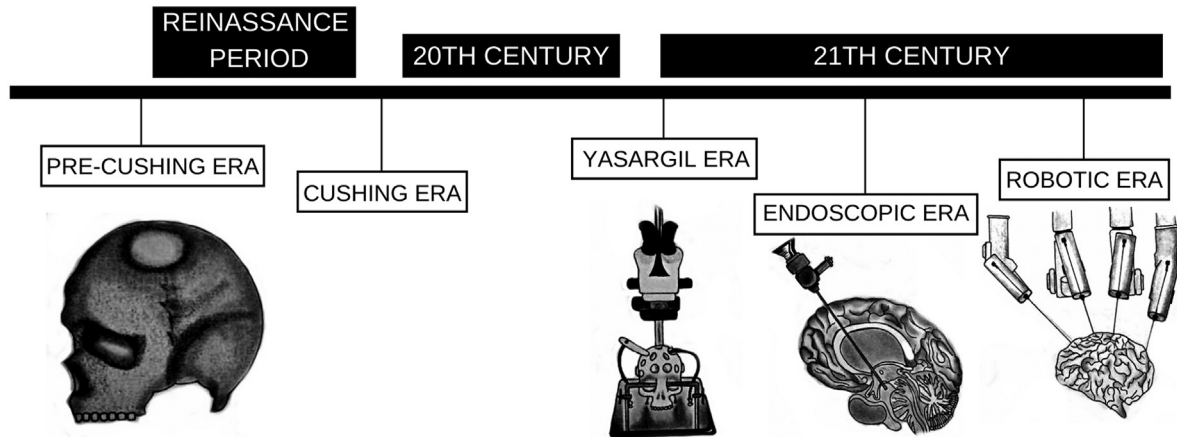 REINASSANCE
PERIOD
20TH CENTURY
21TH CENTURY
PRE-CUSHING ERA
CUSHING ERA
YASARGIL ERA
ENDOSCOPIC ERA
ROBOTIC ERA